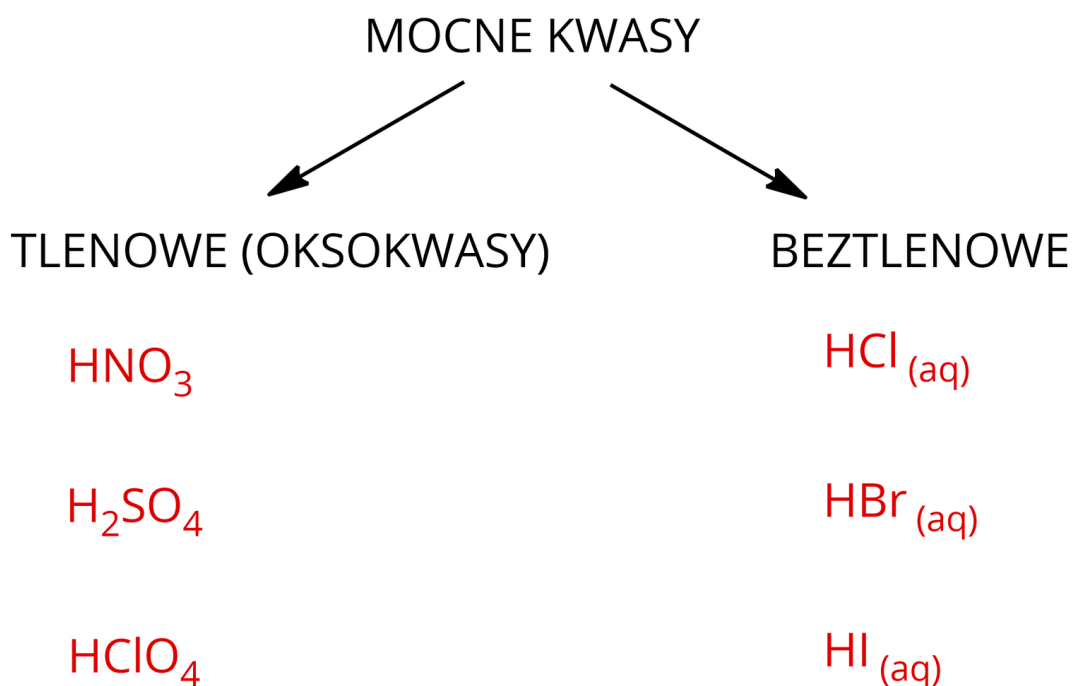 MOCNE KWASY
TLENOWE (OKSOKWASY) BEZTLENOWE
HNO₃ HCl (aq)
H₂SO₄ HBr (aq)
HClO₄ HI (aq)